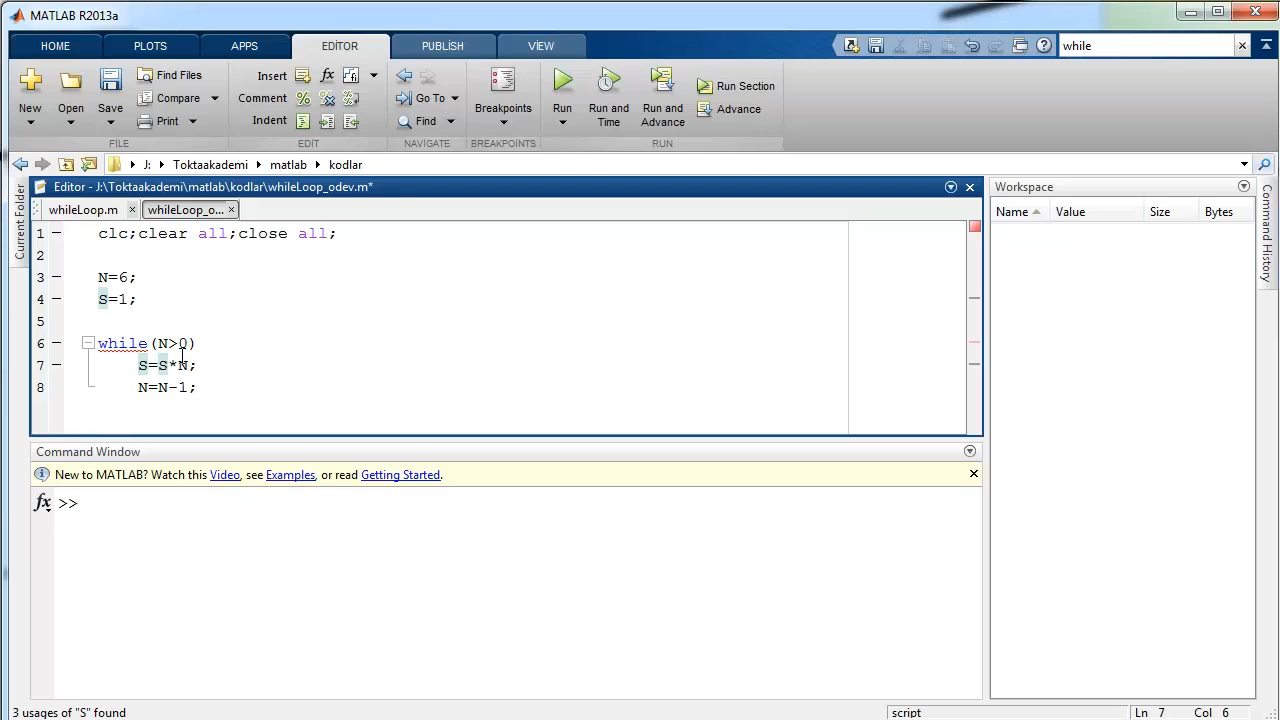 MATLAB R2013a
HOME PLOTS APPS EDITOR PUBLISH VİEW while
New Open Save Find Files Compare Print
Insert Comment Indent
Go To Find
Breakpoints
Run Run and Time Run and Advance Run Section Advance
FILE EDIT NAVIGATE BREAKPOINTS RUN
J: Toktaakademi matlab kodlar
Current Folder
Editor - J:\Toktaakademi\matlab\kodlar\whileLoop_odev.m*
whileLoop.m whileLoop_o...
1 clc;clear all;close all;
2
3 N=6;
4 S=1;
5
6 while(N>0)
7 S=S*N;
8 N=N-1;
Command Window
New to MATLAB? Watch this Video, see Examples, or read Getting Started.
fx >>
Workspace
Name Value Size Bytes
Command History
3 usages of "S" found
script
Ln 7 Col 6